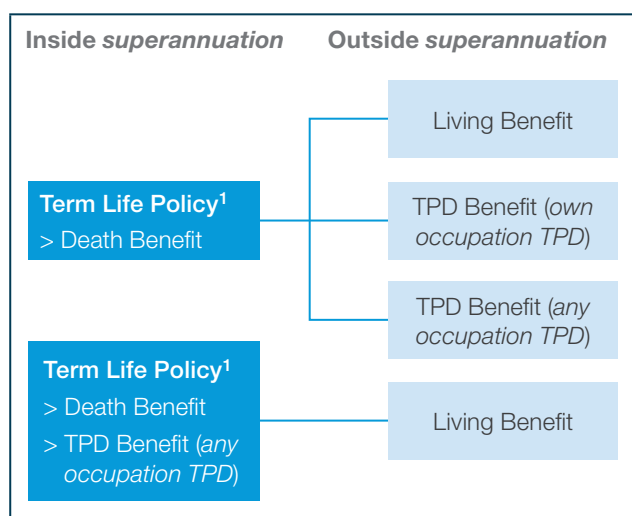 Inside superannuation
Outside superannuation
Living Benefit
Term Life Policy1
> Death Benefit
TPD Benefit (own
occupation TPD)
TPD Benefit (any
occupation TPD)
Term Life Policy1
> Death Benefit
> TPD Benefit (any
occupation TPD)
Living Benefit